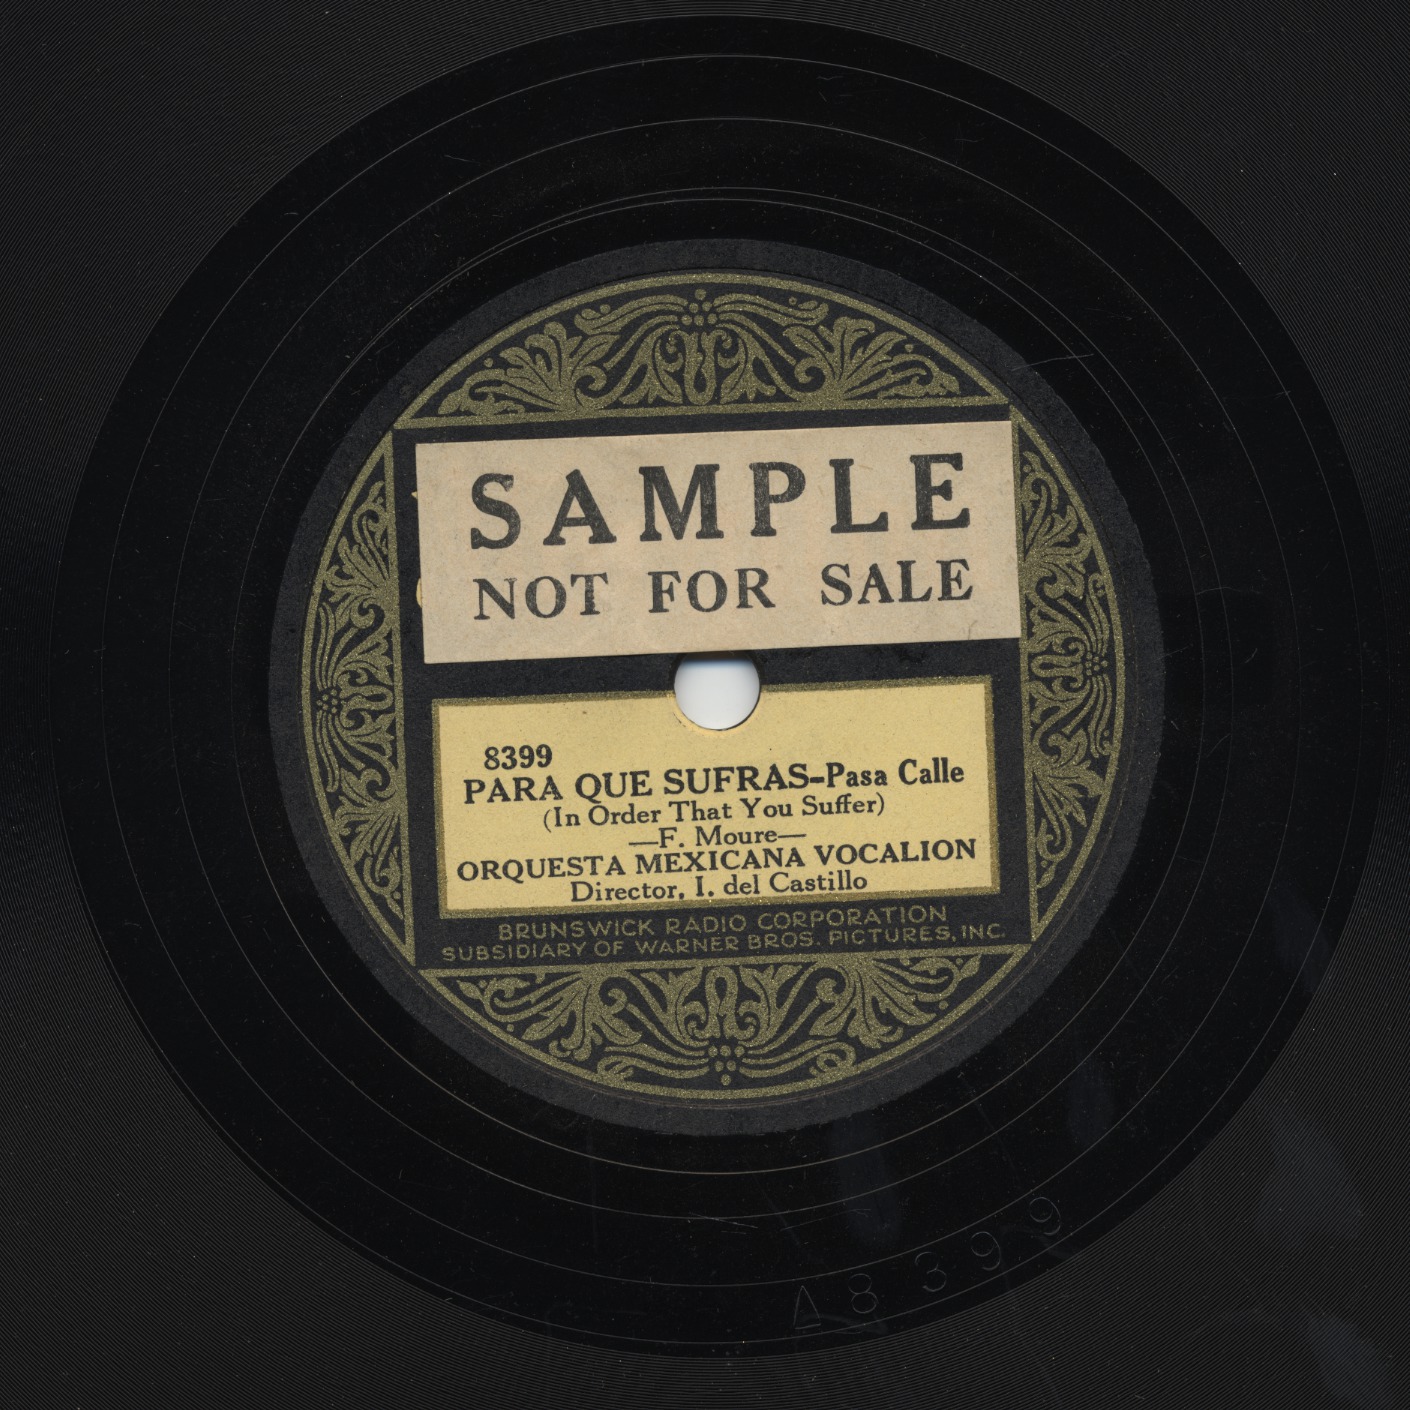 SAMPLE
NOT FOR SALE
8399
PARA QUE SUFRAS-Pasa Calle
(In Order That You Suffer)
—F. Moure—
ORQUESTA MEXICANA VOCALION
Director, I. del Castillo
BRUNSWICK RADIO CORPORATION
SUBSIDIARY OF WARNER BROS. PICTURES, INC.
A8399